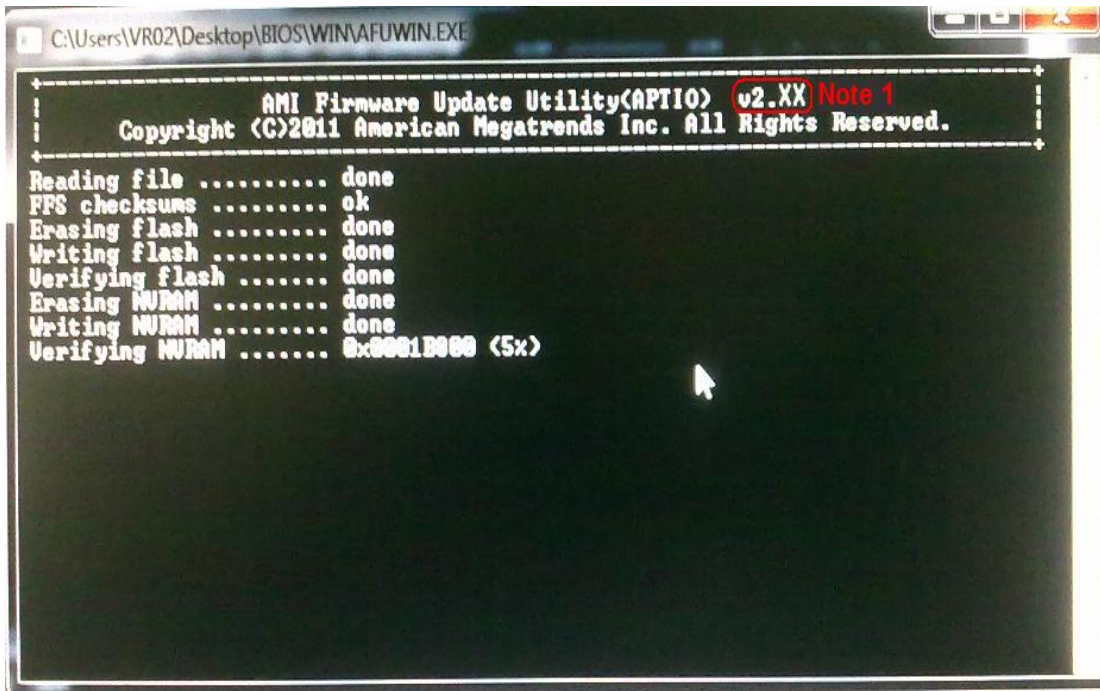 C:\Users\VR02\Desktop\BIOS\WIN\AFUWIN.EXE
AMI Firmware Update Utility(APTIO) v2.XX Note 1
Copyright (C)2011 American Megatrends Inc. All Rights Reserved.
Reading file .......... done
FFS checksums ......... ok
Erasing flash ......... done
Writing flash ......... done
Verifying flash ....... done
Erasing NVRAM ......... done
Writing NVRAM ......... done
Verifying NVRAM ....... 0x0001B000 (5x)